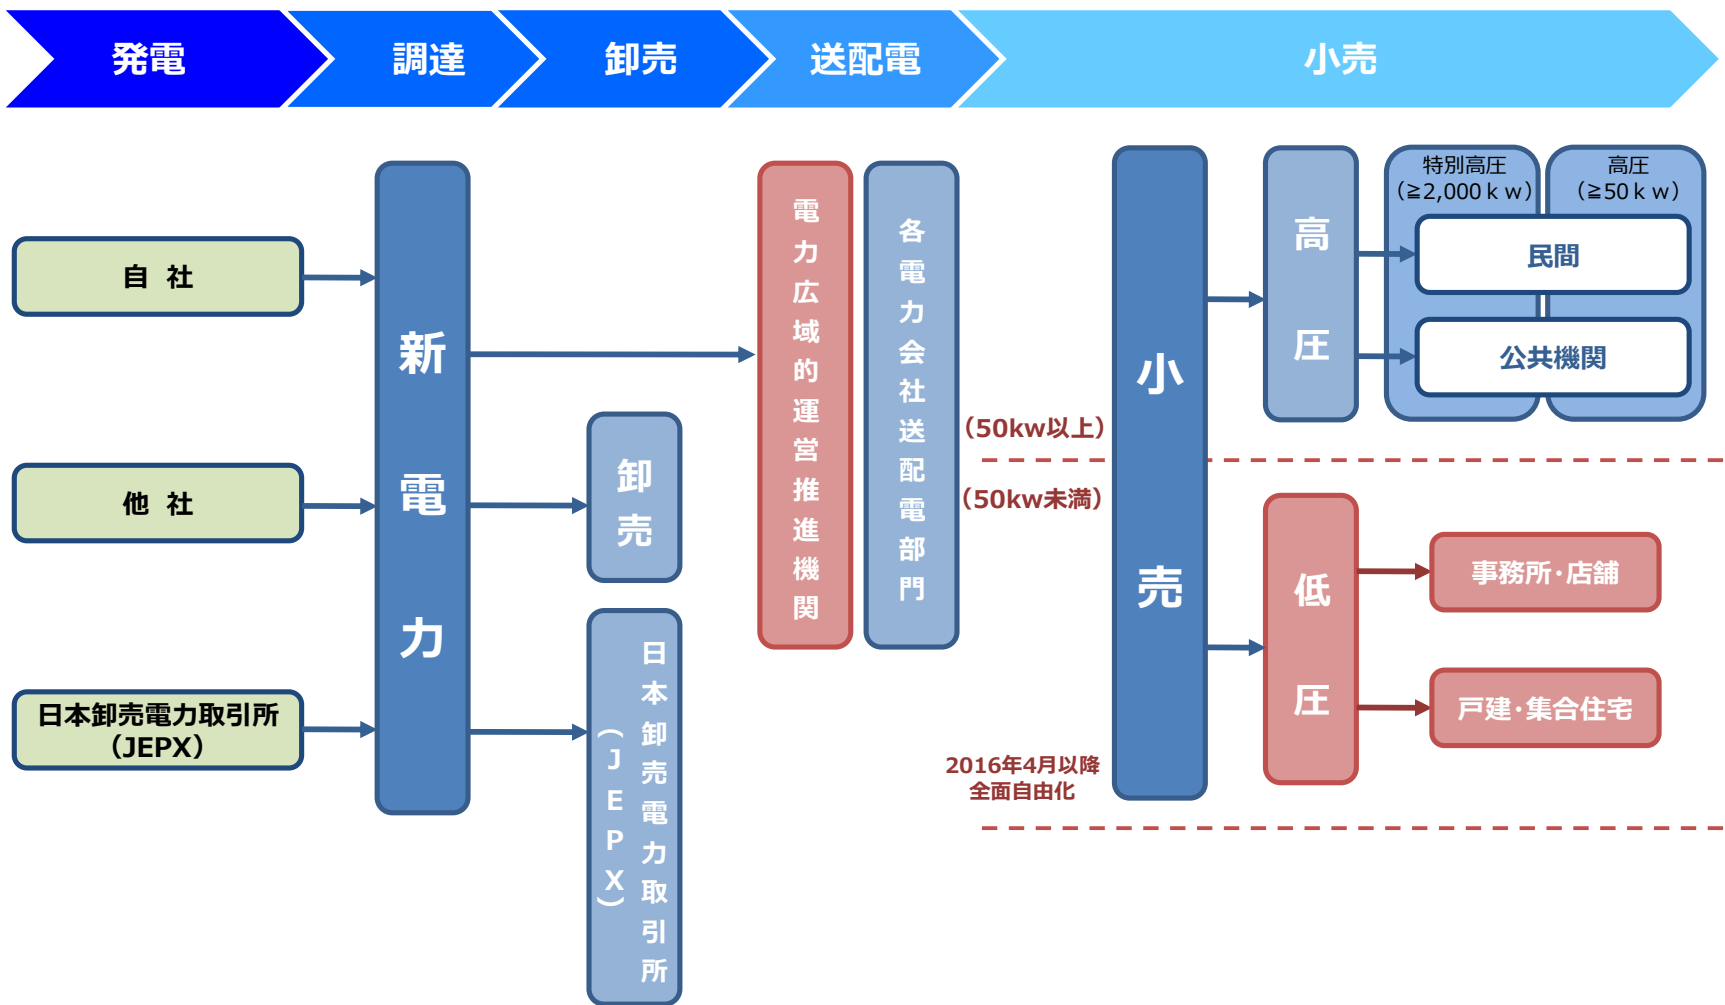 発電
調達
卸売
送配電
小売
自 社
他 社
日本卸売電力取引所
（JEPX）
新電力
卸売
日本卸売電力取引所
（JEPX）
電力広域的運営推進機関
各電力会社送配電部門
（50kw以上）
（50kw未満）
2016年4月以降
全面自由化
小売
高圧
特別高圧
（≧2,000ｋｗ）
高圧
（≧50ｋｗ）
民間
公共機関
低圧
事務所･店舗
戸建･集合住宅